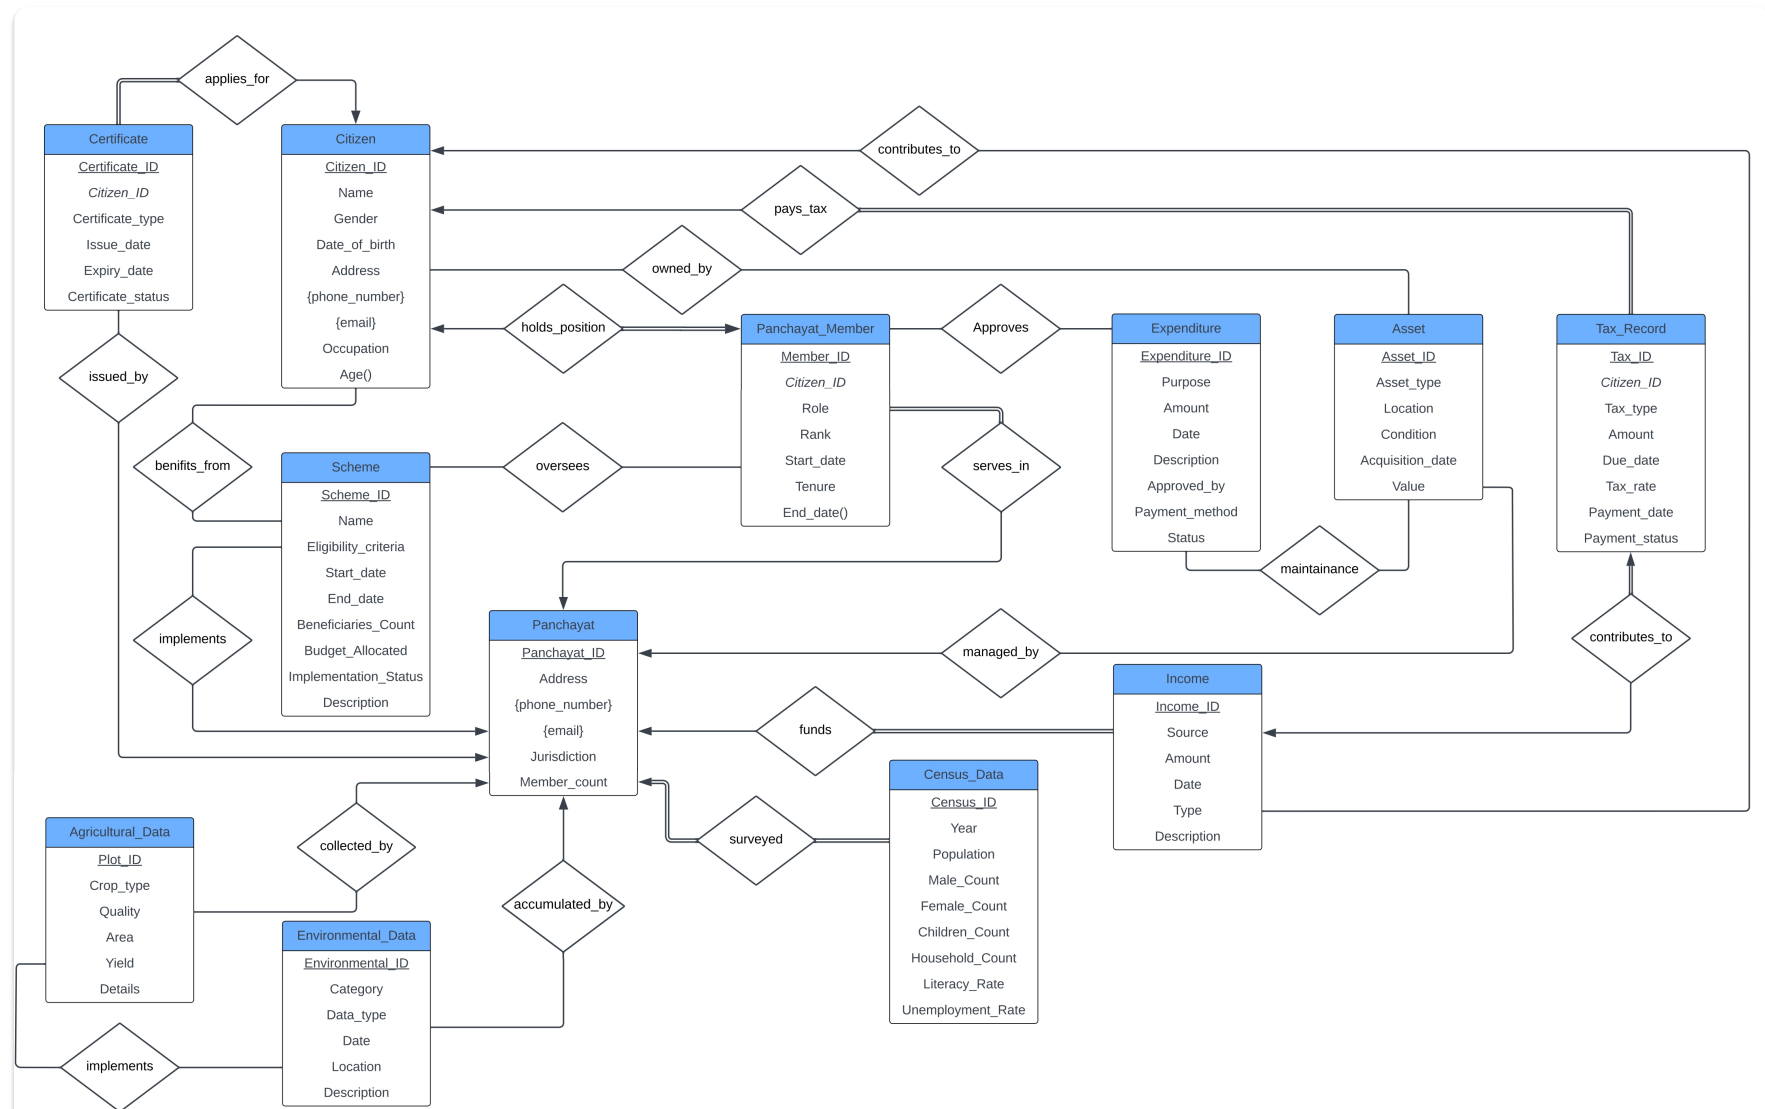 applies_for
Certificate
Certificate_ID
Citizen_ID
Certificate_type
Issue_date
Expiry_date
Certificate_status
Citizen
Citizen_ID
Name
Gender
Date_of_birth
Address
{phone_number}
{email}
Occupation
Age()
contributes_to
pays_tax
owned_by
holds_position
Panchayat_Member
Member_ID
Citizen_ID
Role
Rank
Start_date
Tenure
End_date()
Approves
Expenditure
Expenditure_ID
Purpose
Amount
Date
Description
Approved_by
Payment_method
Status
Asset
Asset_ID
Asset_type
Location
Condition
Acquisition_date
Value
Tax_Record
Tax_ID
Citizen_ID
Tax_type
Amount
Due_date
Tax_rate
Payment_date
Payment_status
issued_by
benifits_from
Scheme
Scheme_ID
Name
Eligibility_criteria
Start_date
End_date
Beneficiaries_Count
Budget_Allocated
Implementation_Status
Description
oversees
serves_in
maintainance
implements
Panchayat
Panchayat_ID
Address
{phone_number}
{email}
Jurisdiction
Member_count
managed_by
contributes_to
funds
Income
Income_ID
Source
Amount
Date
Type
Description
Census_Data
Census_ID
Year
Population
Male_Count
Female_Count
Children_Count
Household_Count
Literacy_Rate
Unemployment_Rate
surveyed
collected_by
accumulated_by
Agricultural_Data
Plot_ID
Crop_type
Quality
Area
Yield
Details
Environmental_Data
Environmental_ID
Category
Data_type
Date
Location
Description
implements